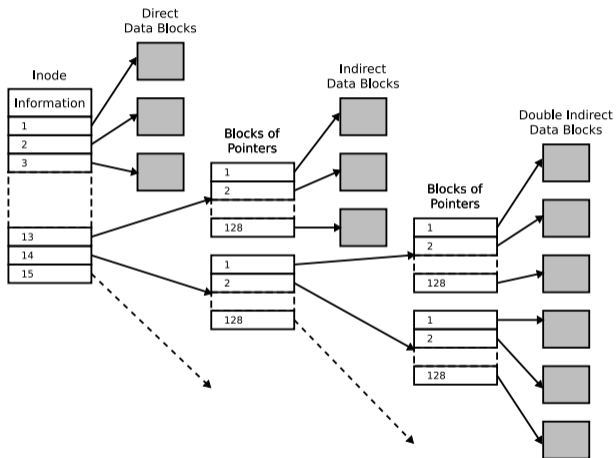 Direct
Data Blocks
Inode
Information
1
2
3
13
14
15
Indirect
Data Blocks
Blocks of
Pointers
1
2
128
1
2
128
Double Indirect
Data Blocks
Blocks of
Pointers
1
2
128
1
2
128